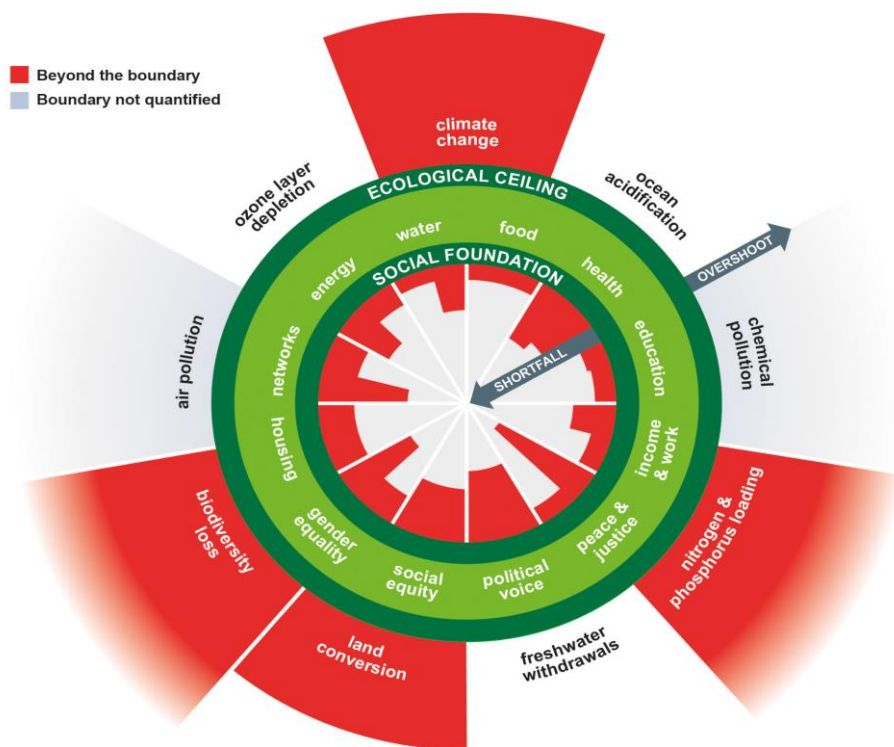 Beyond the boundary
Boundary not quantified
climate
change
ozone layer
depletion
ocean
acidification
ECOLOGICAL CEILING
OVERSHOOT
water
food
energy
health
SOCIAL FOUNDATION
SHORTFALL
networks
education
air pollution
chemical
pollution
housing
income
& work
gender
equality
peace &
justice
social
equity
political
voice
biodiversity
loss
nitrogen &
phosphorus loading
land
conversion
freshwater
withdrawals